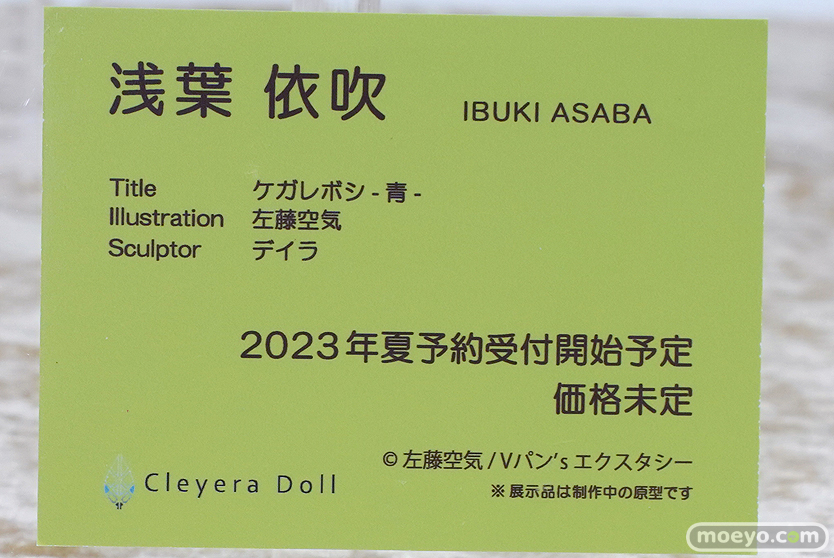 浅葉 依吹 IBUKI ASABA
Title ケガレボシ - 青 -
Illustration 左藤空気
Sculptor デイラ
2023年夏予約受付開始予定
価格未定
© 左藤空気 / Vパン'sエクスタシー
Cleyera Doll
※ 展示品は制作中の原型です
moeyo.com